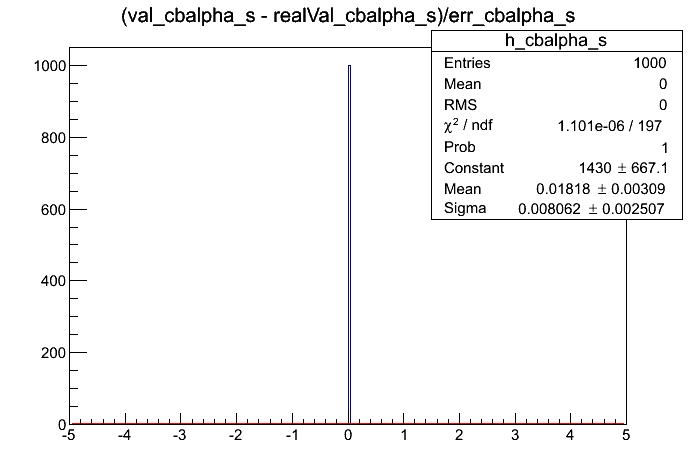 (val_cbalpha_s - realVal_cbalpha_s)/err_cbalpha_s
h_cbalpha_s
Entries 1000
Mean 0
RMS 0
χ² / ndf 1.101e-06 / 197
Prob 1
Constant 1430 ± 667.1
Mean 0.01818 ± 0.00309
Sigma 0.008062 ± 0.002507
1000
800
600
400
200
0
-5 -4 -3 -2 -1 0 1 2 3 4 5